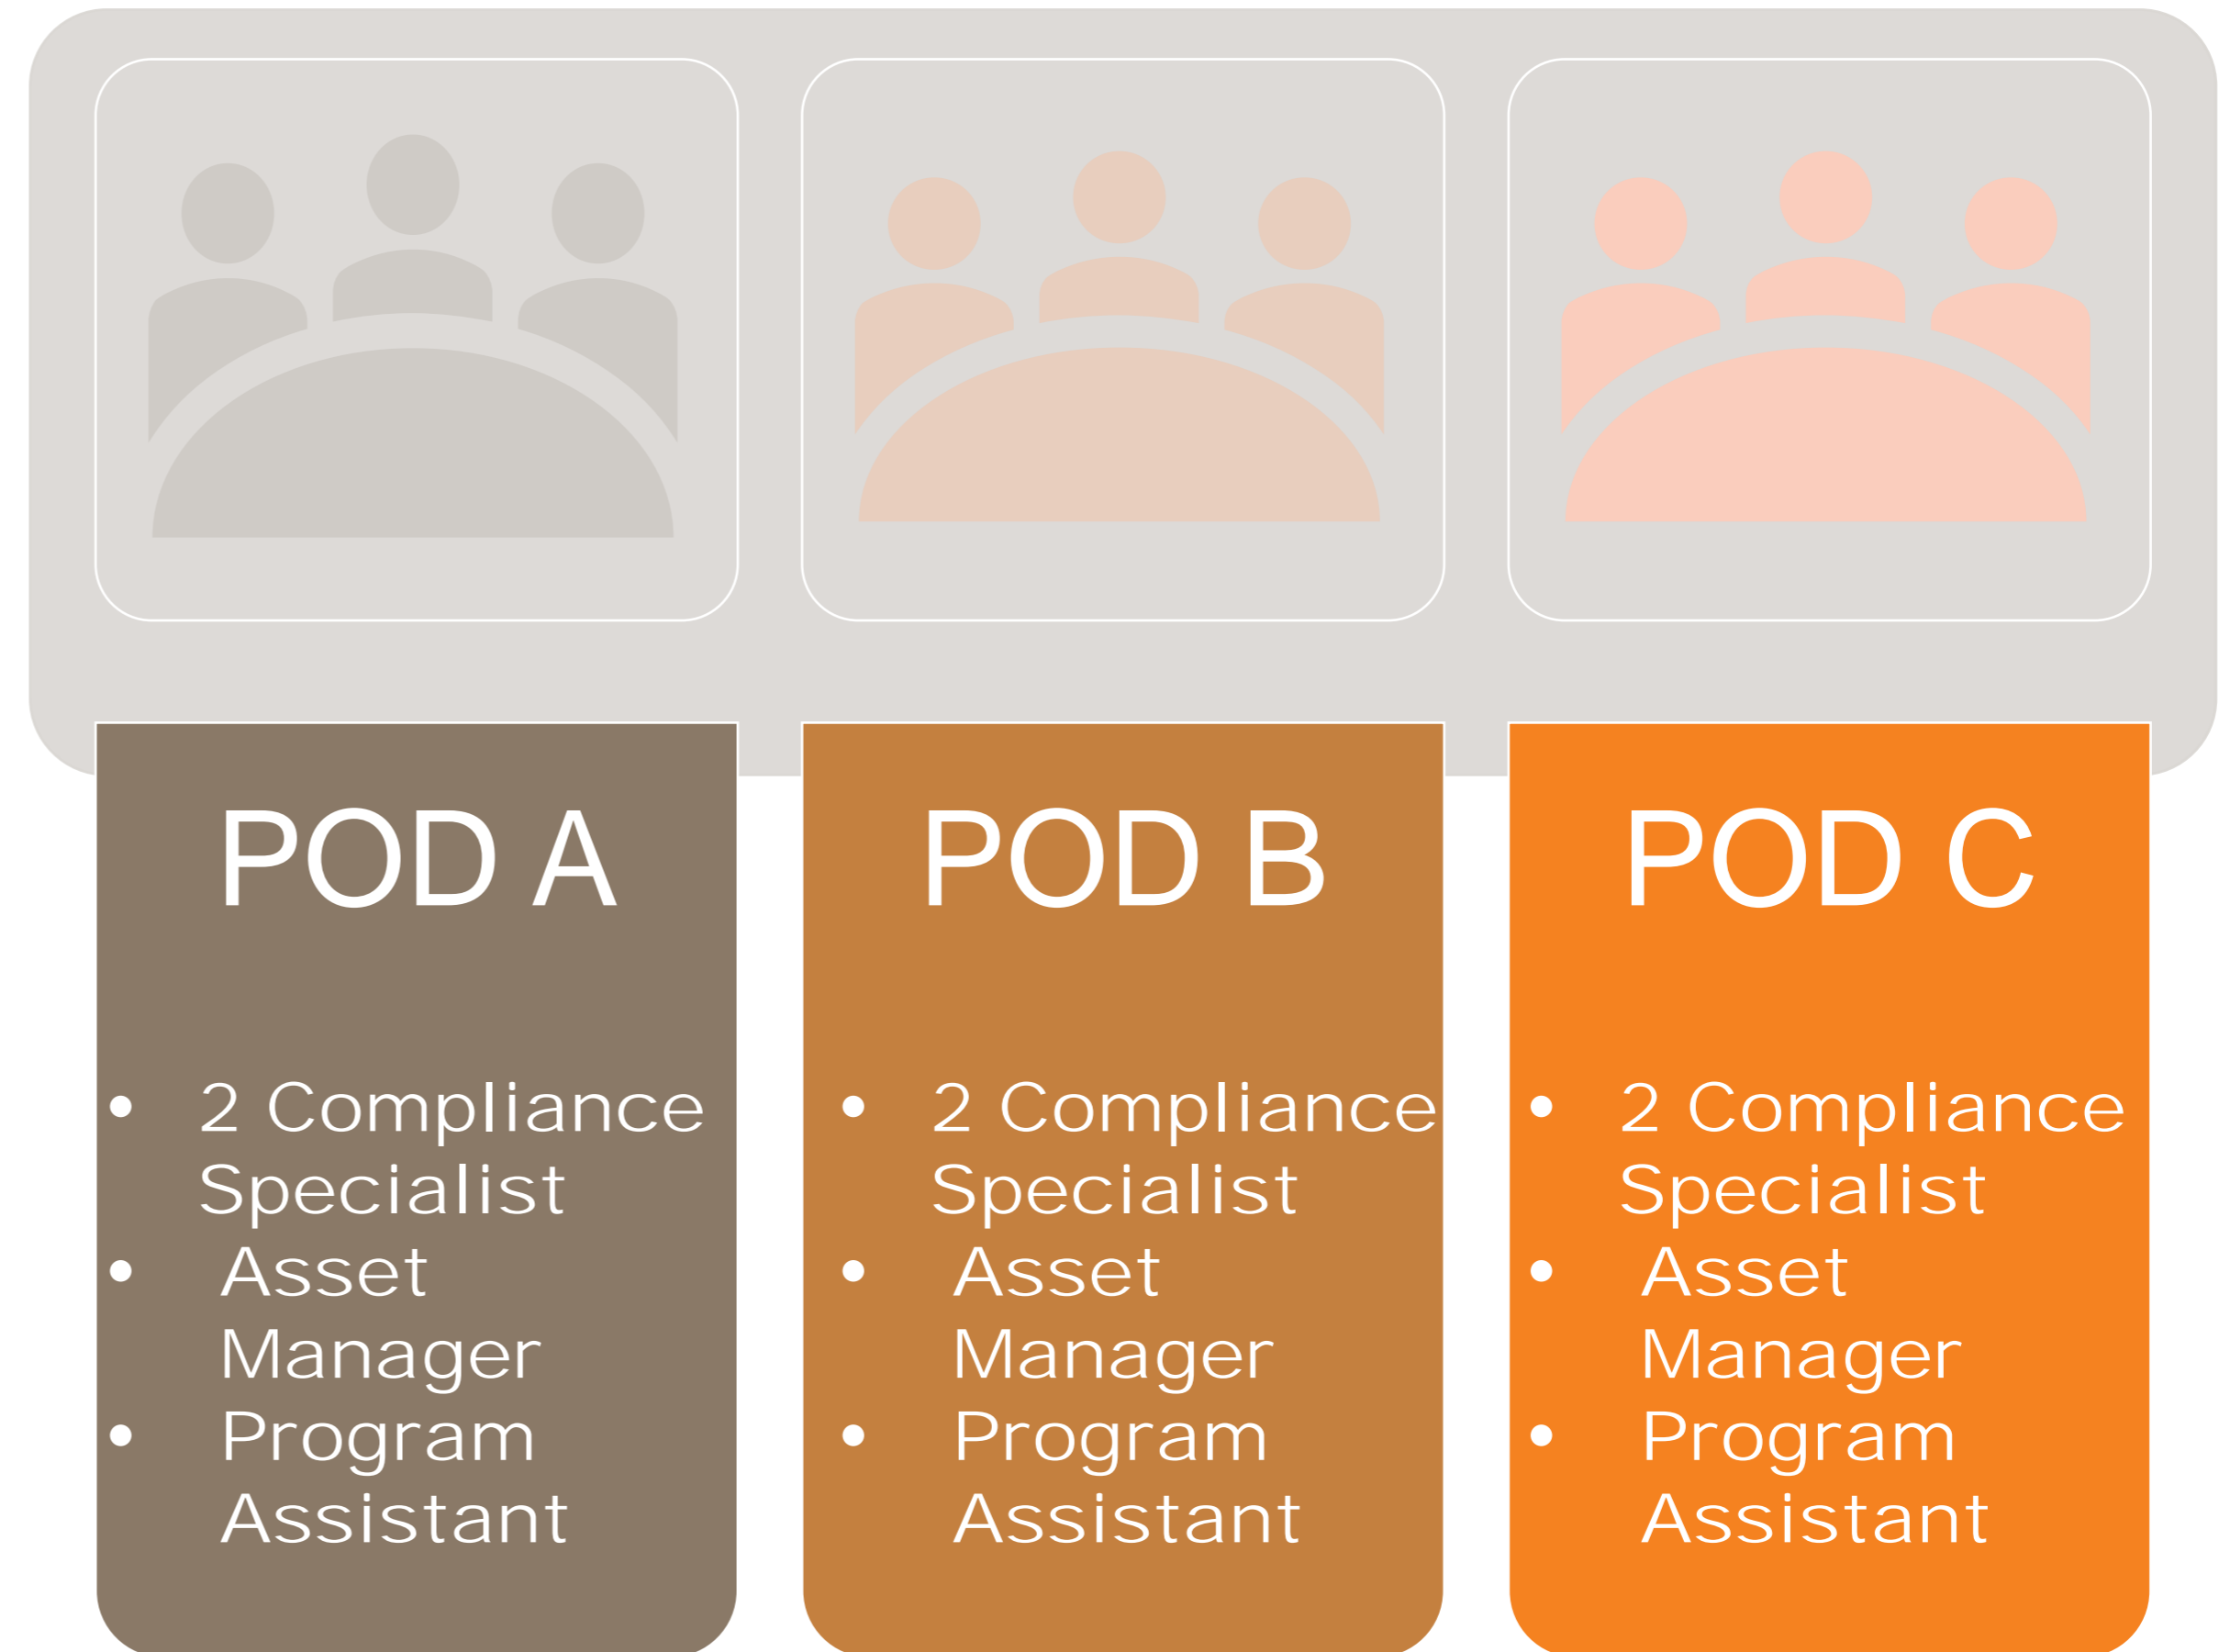 POD A
• 2 Compliance
Specialist
• Asset
Manager
• Program
Assistant
POD B
• 2 Compliance
Specialist
• Asset
Manager
• Program
Assistant
POD C
• 2 Compliance
Specialist
• Asset
Manager
• Program
Assistant